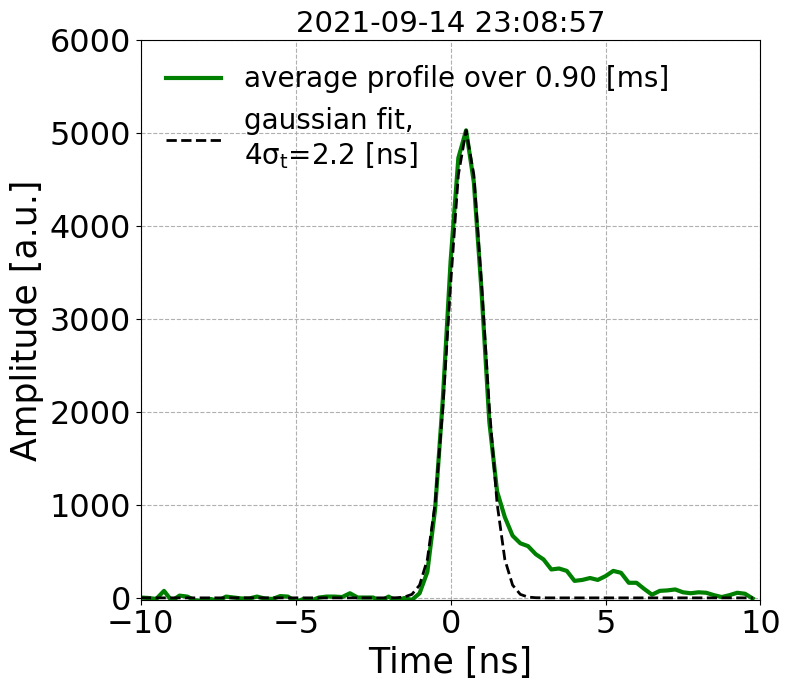 2021-09-14 23:08:57
average profile over 0.90 [ms]
gaussian fit,
4σₜ=2.2 [ns]
6000
5000
4000
3000
2000
1000
0
Amplitude [a.u.]
−10
−5
0
5
10
Time [ns]